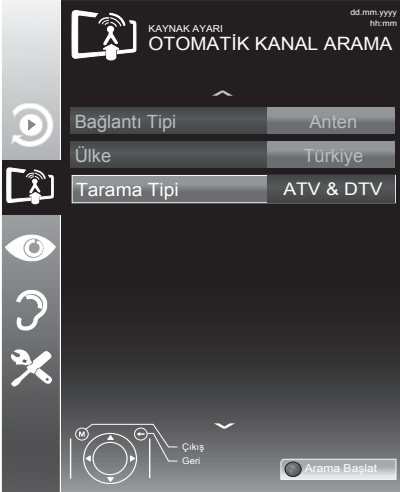 dd.mm.yyyy
hh:mm
KAYNAK AYARI
OTOMATİK KANAL ARAMA
Bağlantı Tipi Anten
Ülke Türkiye
Tarama Tipi ATV & DTV
M
Çıkış
Geri
Arama Başlat